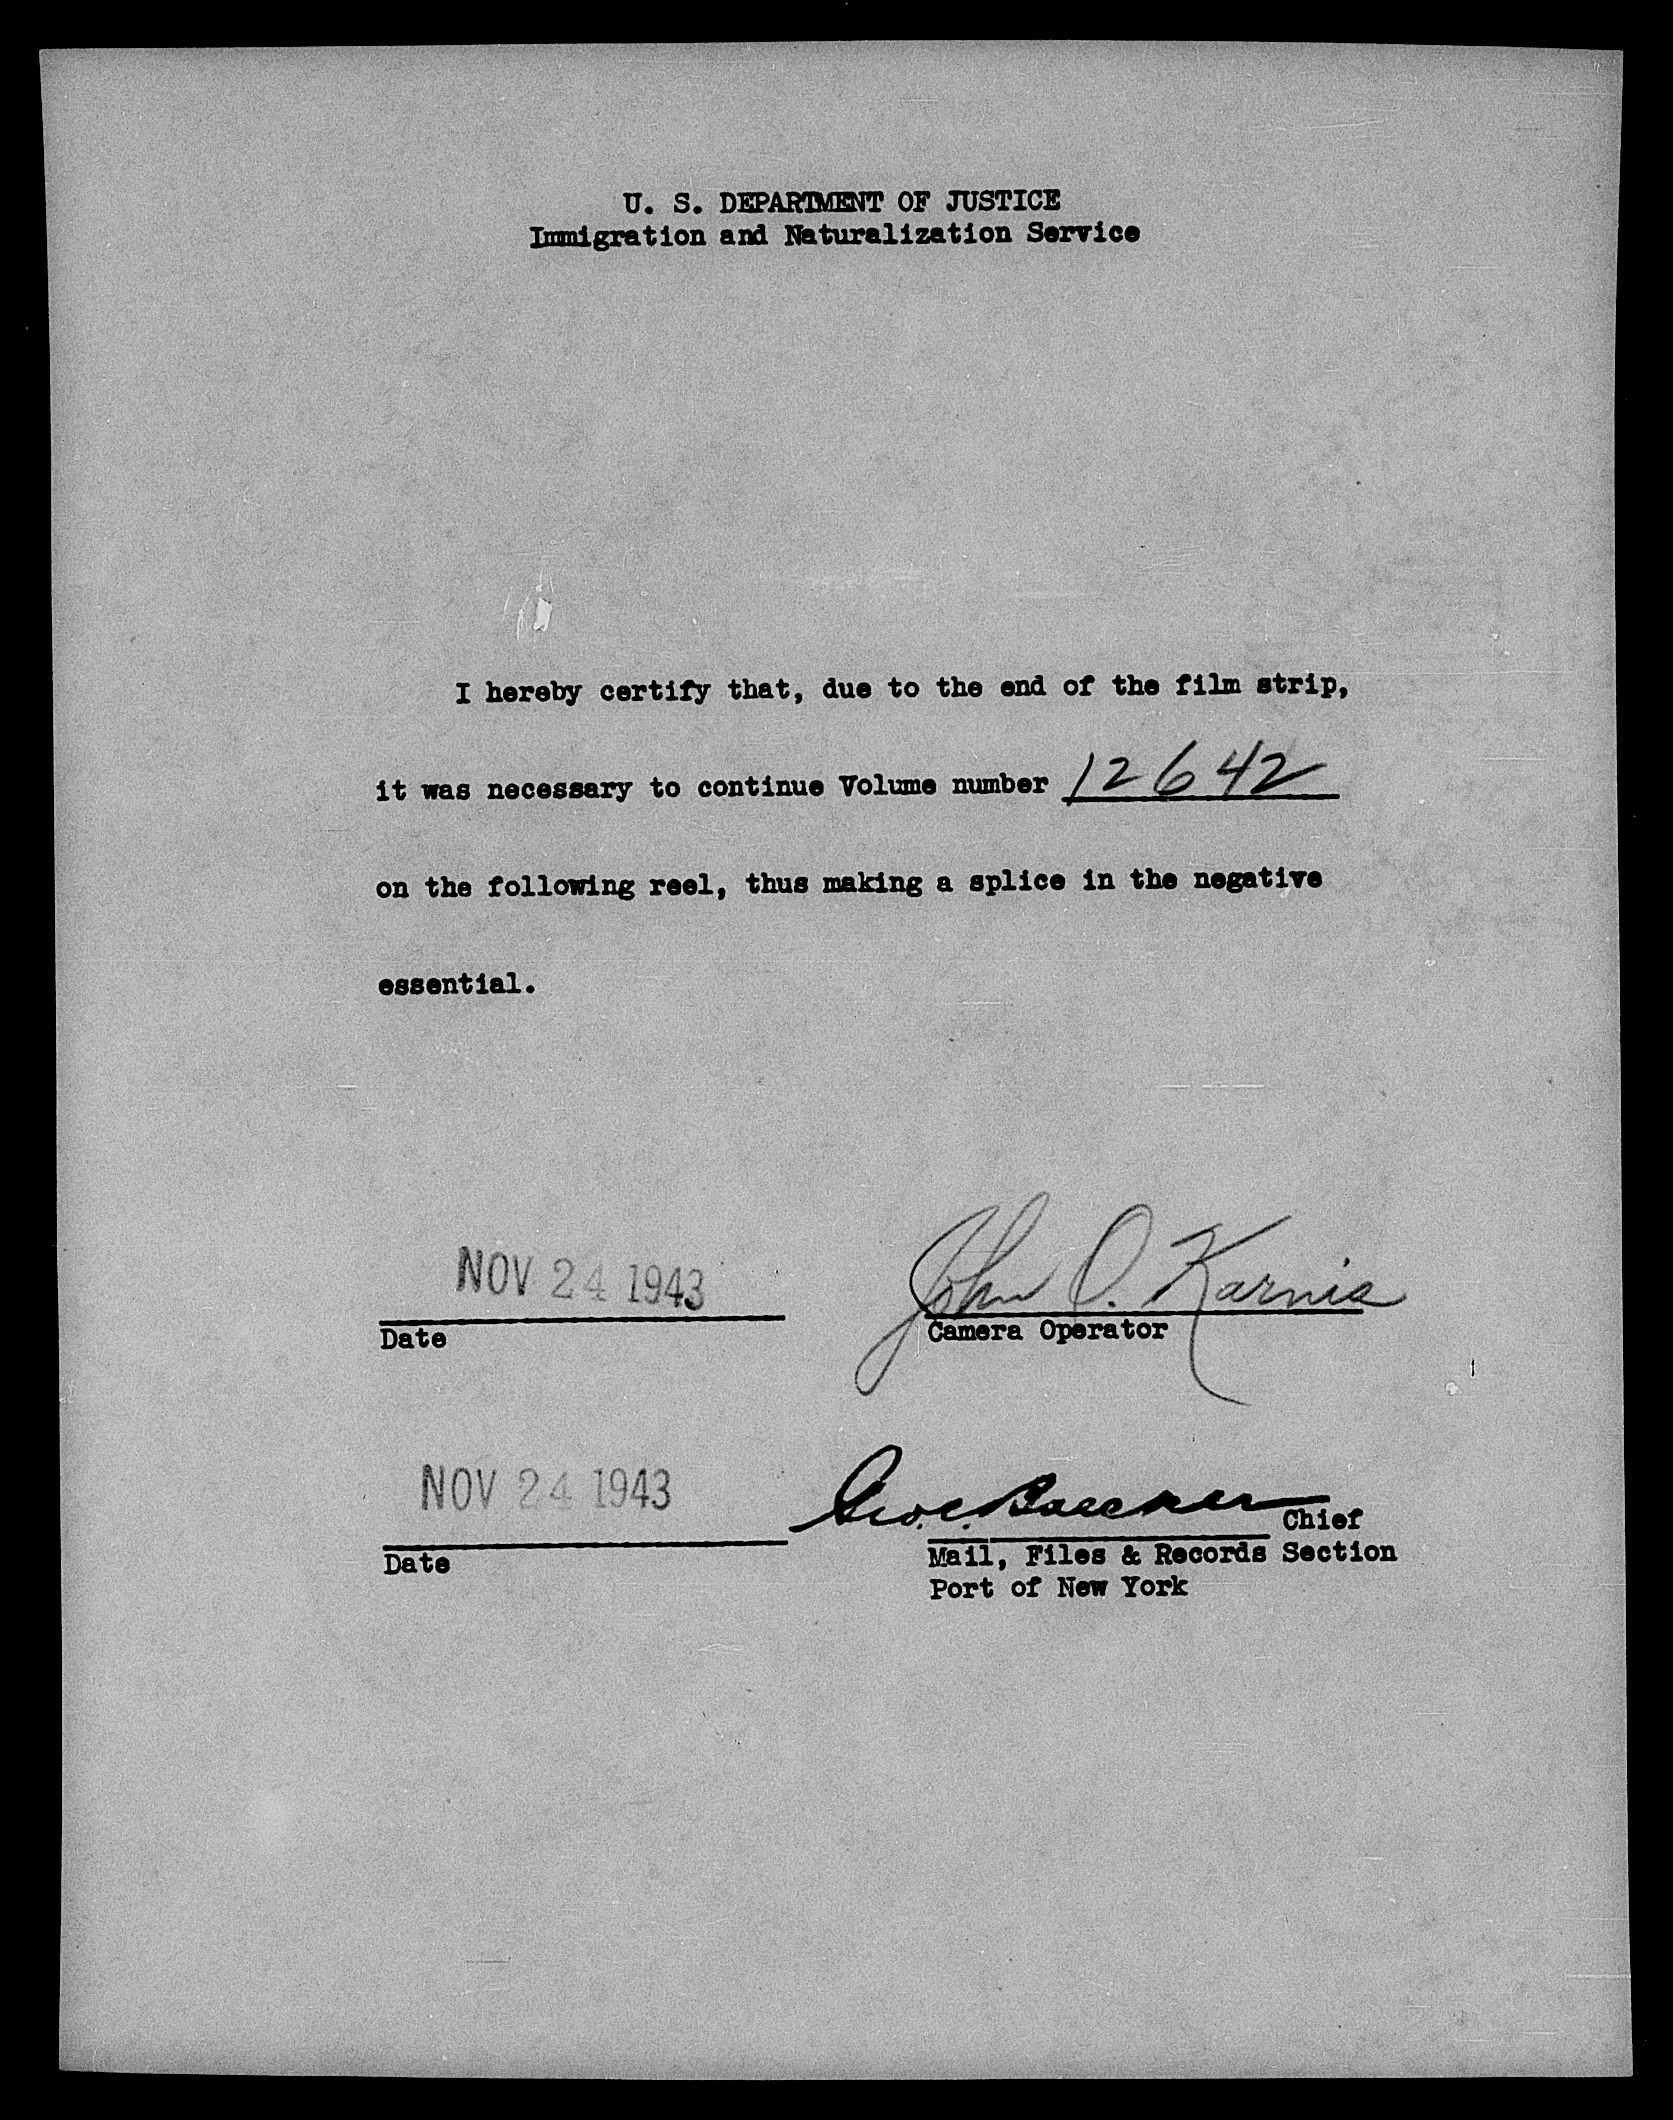 U. S. DEPARTMENT OF JUSTICE
Immigration and Naturalization Service
I hereby certify that, due to the end of the film strip,
it was necessary to continue Volume number 12642
on the following reel, thus making a splice in the negative
essential.
NOV 24 1943 John O. Karnis
Date Camera Operator
NOV 24 1943 Geo. C. Chief
Date Mail, Files & Records Section
Port of New York